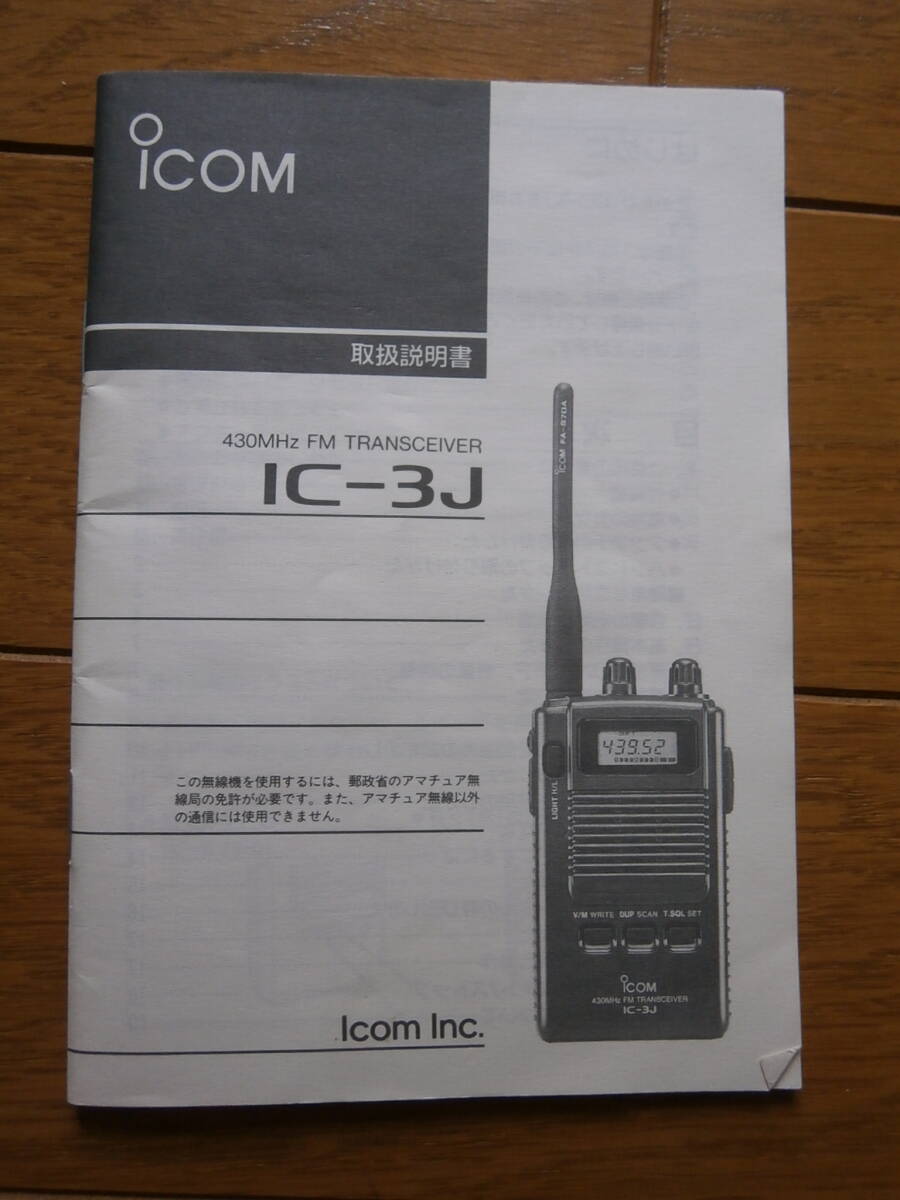 ICOM
取扱説明書
430MHz FM TRANSCEIVER
IC-3J
この無線機を使用するには、郵政省のアマチュア無
線局の免許が必要です。また、アマチュア無線以外
の通信には使用できません。
Icom Inc.
ICOM FA-870A
439.52
LIGHT H/L
V/M WRITE DUP SCAN T.SQL SET
ICOM
430MHz FM TRANSCEIVER
IC-3J